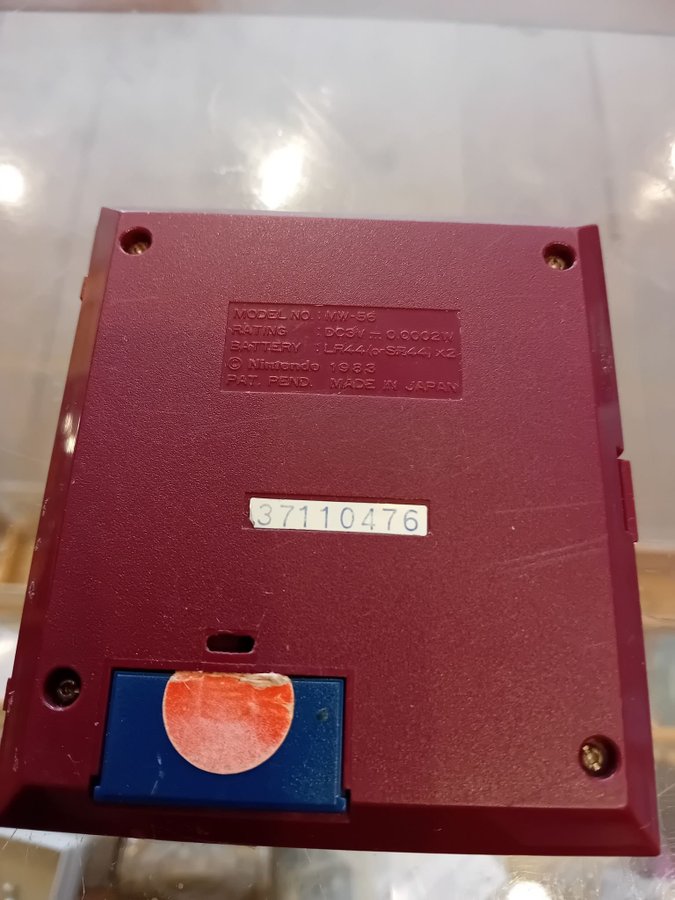 MODEL NO. : MW-56
RATING : DC3V ⎓ 0.0002W
BATTERY : LR44 (or SR44) X2
© Nintendo 1983
PAT. PEND. MADE IN JAPAN
37110476